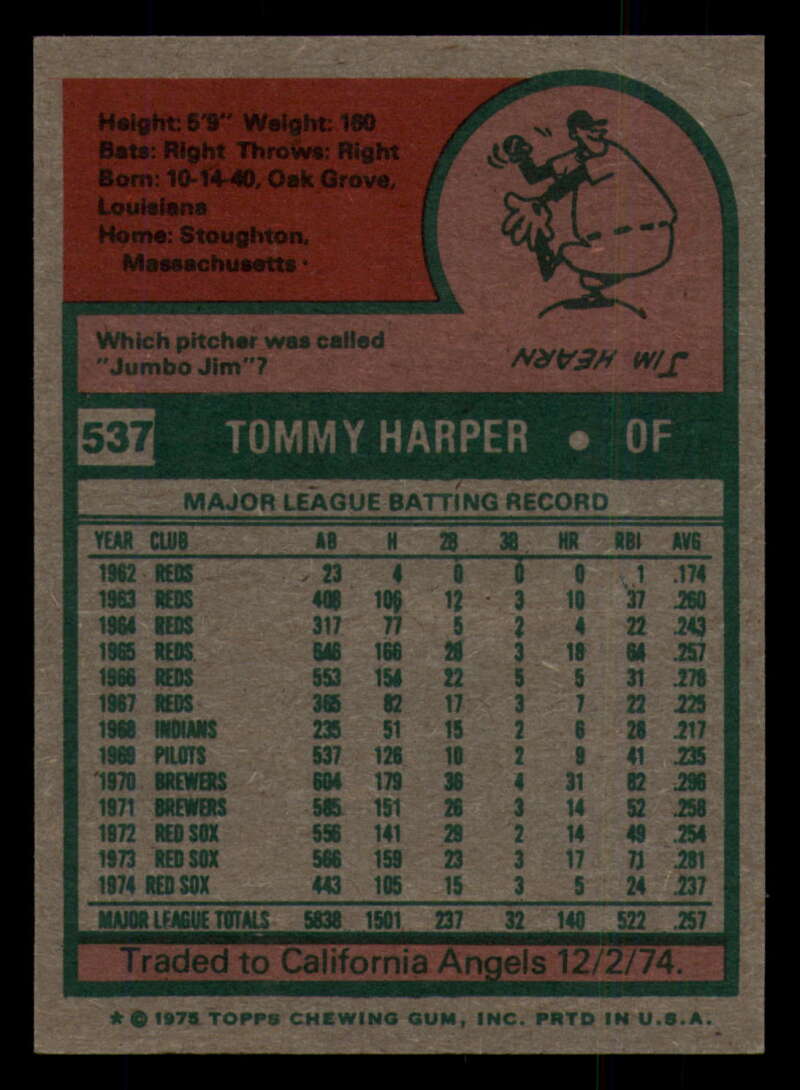 Height: 5'9" Weight: 160
Bats: Right Throws: Right
Born: 10-14-40, Oak Grove,
Louisiana
Home: Stoughton,
Massachusetts
Which pitcher was called
"Jumbo Jim"?
JIM HEARN
537 TOMMY HARPER • OF
MAJOR LEAGUE BATTING RECORD
YEAR CLUB AB H 2B 3B HR RBI AVG
1962 REDS 23 4 0 0 0 1 .174
1963 REDS 408 106 12 3 10 37 .260
1964 REDS 317 77 5 2 4 22 .243
1965 REDS 646 166 28 3 18 64 .257
1966 REDS 553 154 22 5 5 31 .278
1967 REDS 365 82 17 3 7 22 .225
1968 INDIANS 235 51 15 2 6 26 .217
1969 PILOTS 537 126 10 2 9 41 .235
1970 BREWERS 604 179 36 4 31 82 .296
1971 BREWERS 585 151 26 3 14 52 .258
1972 RED SOX 556 141 29 2 14 49 .254
1973 RED SOX 566 159 23 3 17 71 .281
1974 RED SOX 443 105 15 3 5 24 .237
MAJOR LEAGUE TOTALS 5838 1501 237 32 140 522 .257
Traded to California Angels 12/2/74.
* © 1975 TOPPS CHEWING GUM, INC. PRTD IN U.S.A.